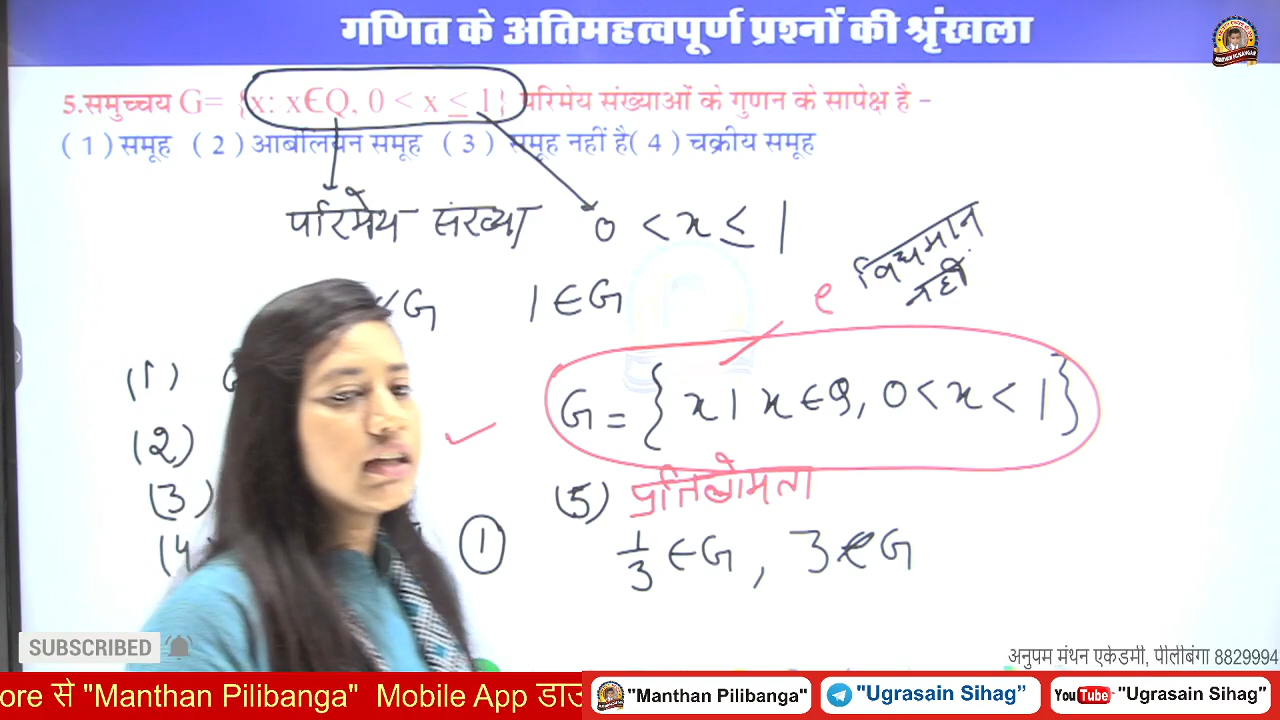 गणित के अतिमहत्वपूर्ण प्रश्नों की श्रृंखला
5.समुच्चय G= {x: x∈Q, 0 < x ≤ 1} परिमेय संख्याओं के गुणन के सापेक्ष है -
( 1 ) समूह ( 2 ) आबीलियन समूह ( 3 ) समूह नहीं है( 4 ) चक्रीय समूह
परिमेय संख्या 0 < x ≤ 1
विद्यमान
नहीं
e
G 1 ∈ G
(1)
G = { x | x ∈ Q, 0 < x < 1 }
(2)
(3) (5) प्रतिलोमता
(4) 1
1/3 ∈ G, 3 ∉ G
SUBSCRIBED
अनुपम मंथन एकेडमी, पीलीबंगा 8829994
ore से "Manthan Pilibanga" Mobile App डाउ
"Manthan Pilibanga" "Ugrasain Sihag" YouTube -"Ugrasain Sihag"